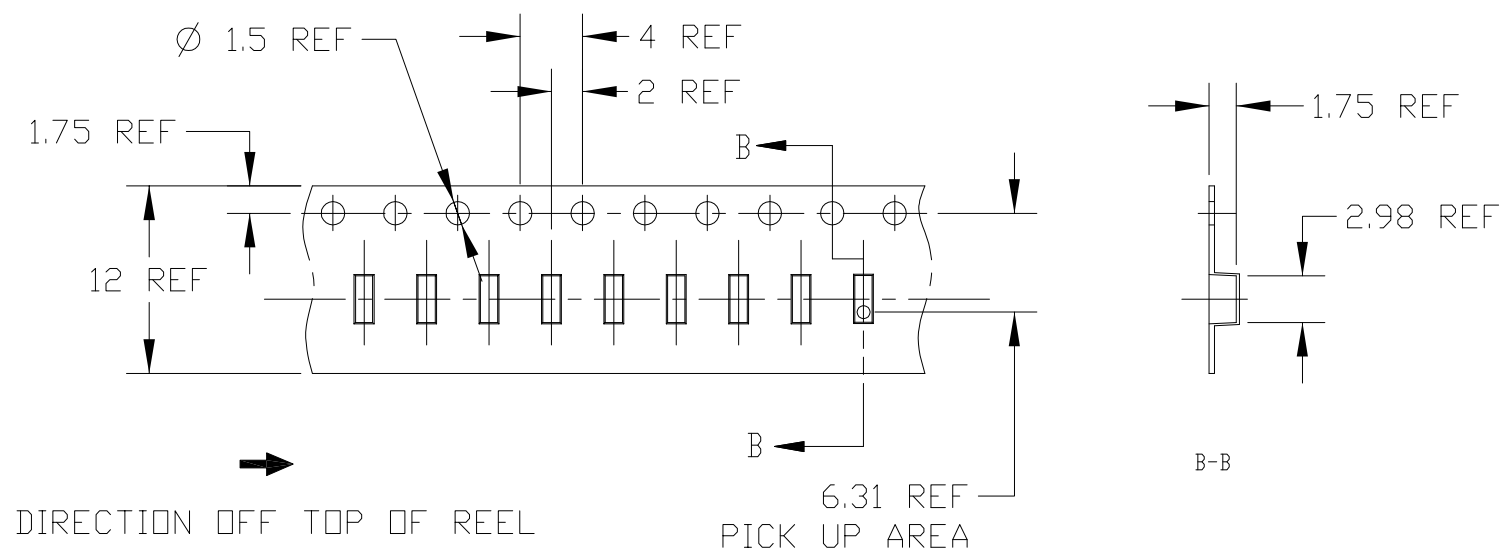 Ø 1.5 REF
4 REF
2 REF
1.75 REF
1.75 REF
B
2.98 REF
12 REF
B
B-B
6.31 REF
DIRECTION OFF TOP OF REEL
PICK UP AREA